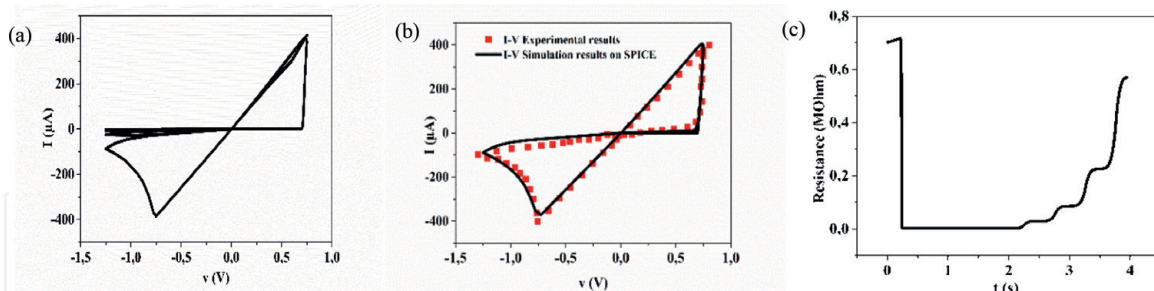 (a)
400
200
0
-200
-400
I (µA)
-1,5 -1,0 -0,5 0,0 0,5 1,0
v (V)
(b)
I-V Experimental results
I-V Simulation results on SPICE
400
200
0
-200
-400
I (µA)
-1,5 -1,0 -0,5 0,0 0,5 1,0
v (V)
(c)
0,8
0,6
0,4
0,2
0,0
Resistance (MOhm)
0 1 2 3 4
t (s)